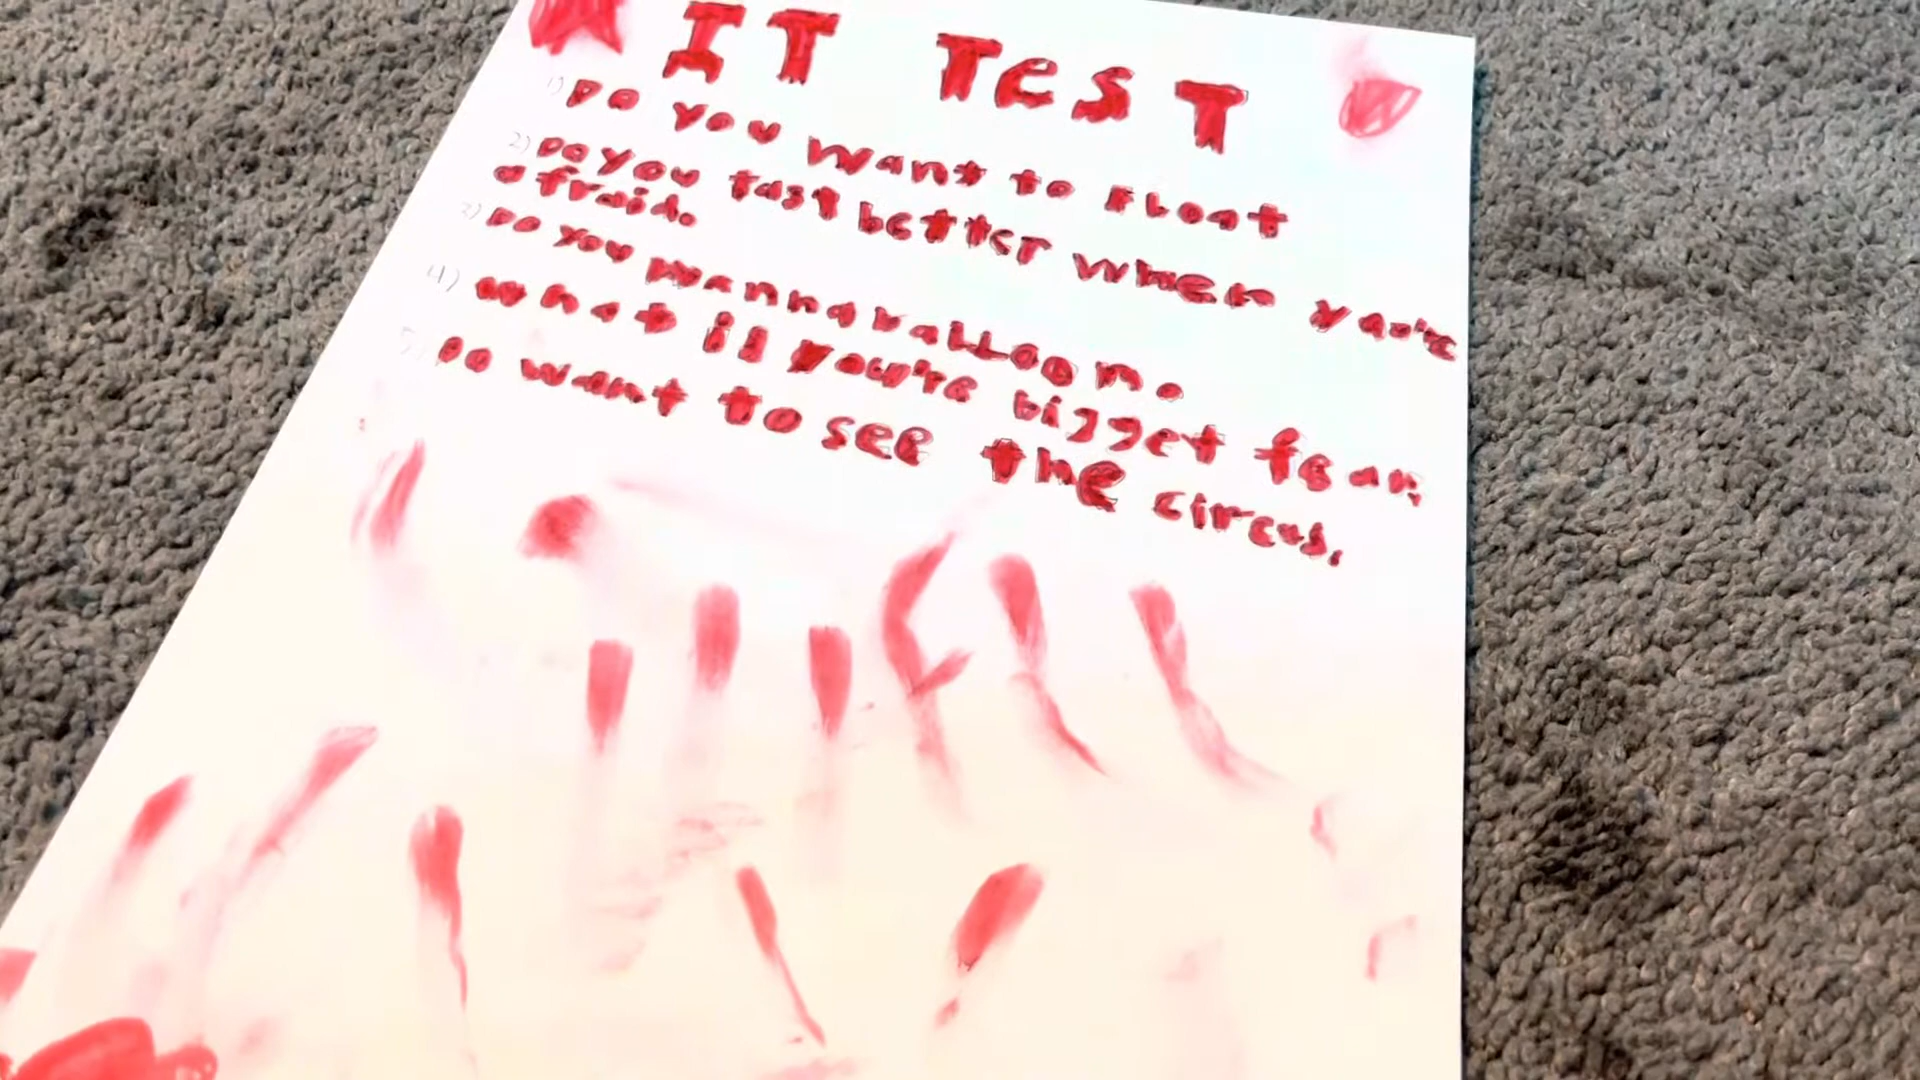 IT TesT
1) Do you want to Float
2) Do you tast better when you're
afraid.
3) Do you wanna balloon.
4) What is you're bigget fear.
5) Do want to see the circus.